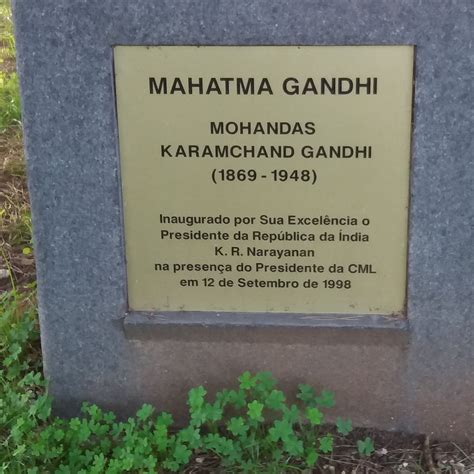 MAHATMA GANDHI
MOHANDAS
KARAMCHAND GANDHI
(1869 - 1948)
Inaugurado por Sua Excelência o
Presidente da República da Índia
K. R. Narayanan
na presença do Presidente da CML
em 12 de Setembro de 1998